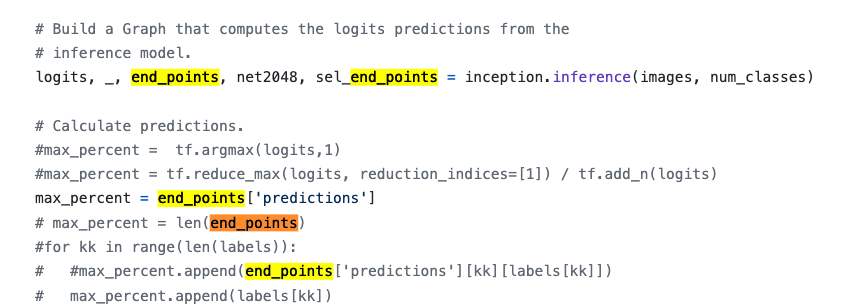 # Build a Graph that computes the logits predictions from the
# inference model.
logits, _, end_points, net2048, sel_end_points = inception.inference(images, num_classes)
# Calculate predictions.
#max_percent =  tf.argmax(logits,1)
#max_percent = tf.reduce_max(logits, reduction_indices=[1]) / tf.add_n(logits)
max_percent = end_points['predictions']
# max_percent = len(end_points)
#for kk in range(len(labels)):
#   #max_percent.append(end_points['predictions'][kk][labels[kk]])
#   max_percent.append(labels[kk])